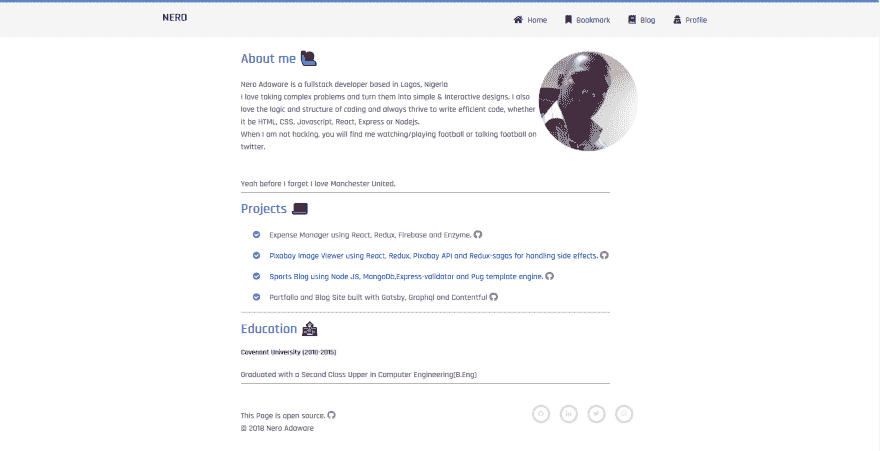 NERD
Home Bookmark Blog Profile
About me
Nero Adaware is a fullstack developer based in Lagos, Nigeria
I love taking complex problems and turn them into simple & interactive designs. I also
love the logic and structure of coding and always thrive to write efficient code, whether
it be HTML, CSS, Javascript, React, Express or Nodejs.
When I am not hacking, you will find me watching/playing football or talking football on
twitter.
Yeah before I forget I love Manchester United.
Projects
Expense Manager using React, Redux, Firebase and Enzyme.
Pixabay Image Viewer using React, Redux, Pixabay API and Redux-sagas for handling side effects.
Sports Blog using Node JS, MongoDb,Express-validator and Pug template engine.
Portfolio and Blog Site built with Gatsby, Graphql and Contentful
Education
Covenant University (2010-2015)
Graduated with a Second Class Upper in Computer Engineering(B.Eng)
This Page is open source.
© 2018 Nero Adaware